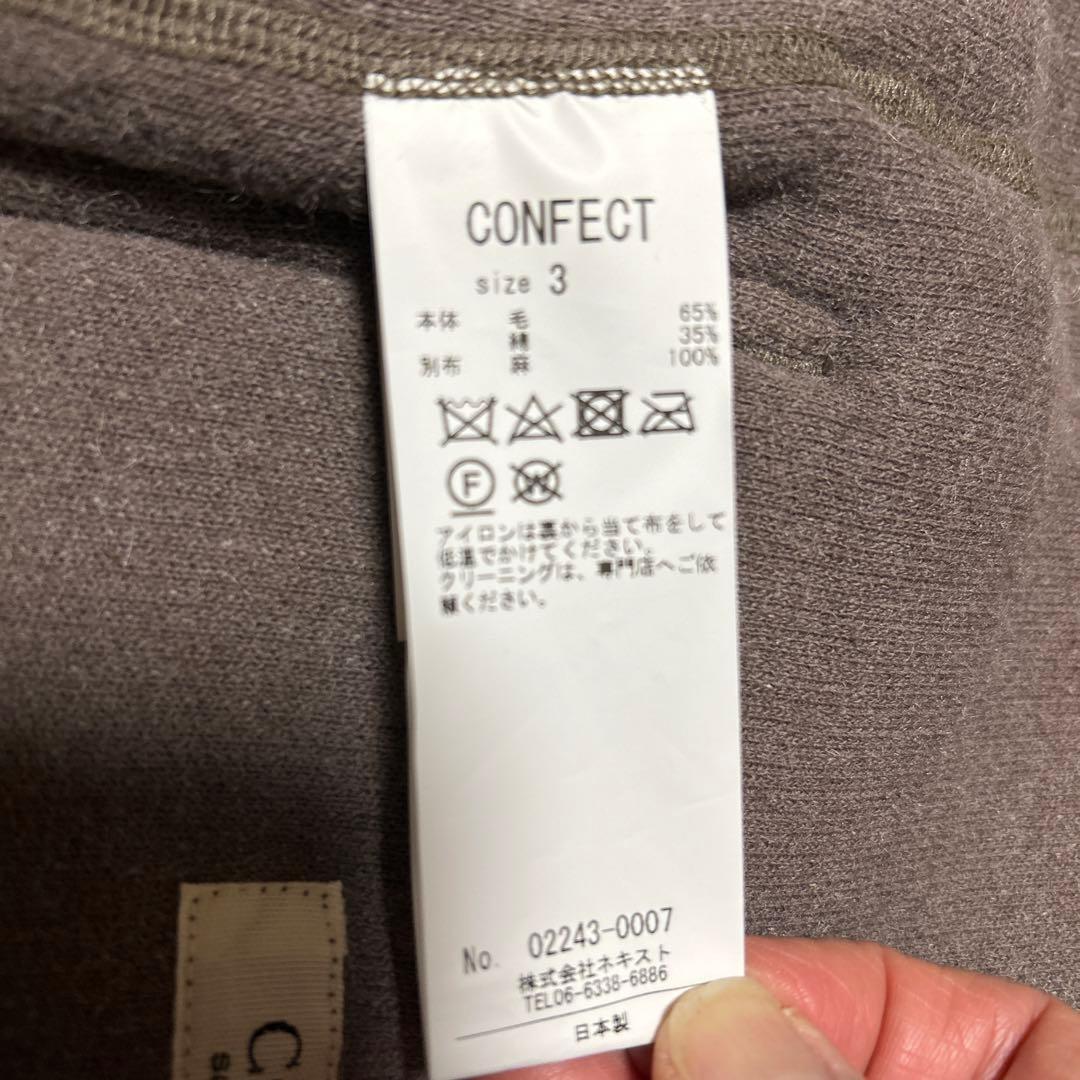 CONFECT
size 3
本体 毛 65%
綿 35%
別布 麻 100%
F W
アイロンは裏から当て布をして
低温でかけてください。
クリーニングは、専門店へご依
頼ください。
No. 02243-0007
株式会社ネキスト
TEL06-6338-6886
日本製
C